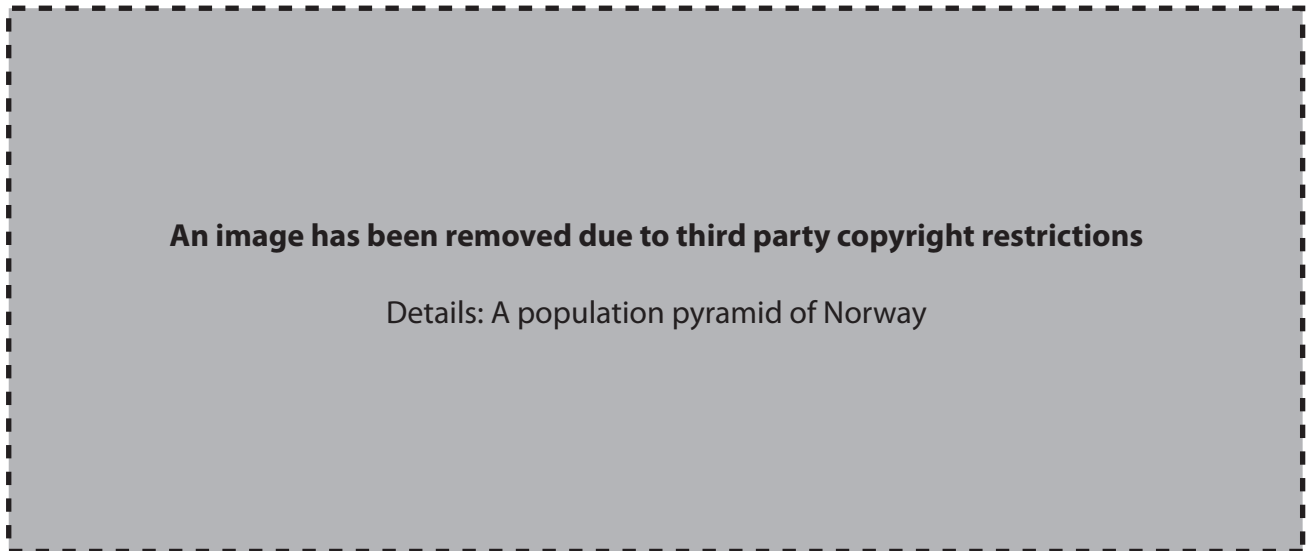 An image has been removed due to third party copyright restrictions
Details: A population pyramid of Norway